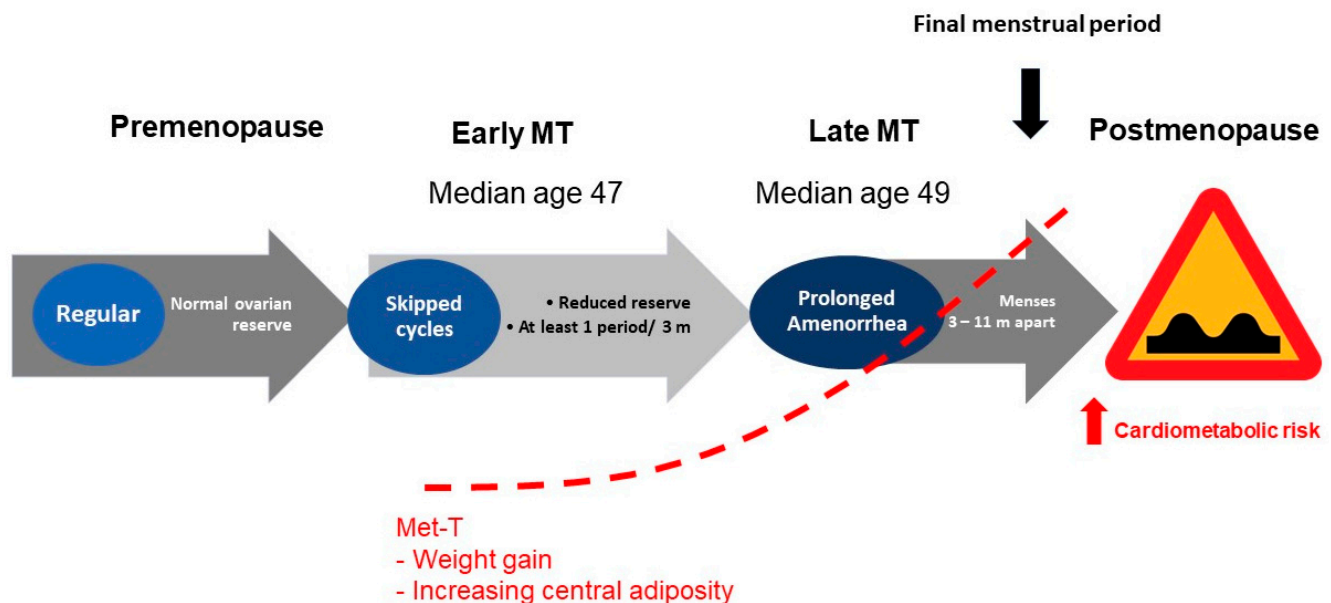 Final menstrual period
Premenopause
Early MT
Late MT
Postmenopause
Median age 47
Median age 49
Regular
Normal ovarian
reserve
Skipped
cycles
• Reduced reserve
• At least 1 period/ 3 m
Prolonged
Amenorrhea
Menses
3 – 11 m apart
Cardiometabolic risk
Met-T
- Weight gain
- Increasing central adiposity